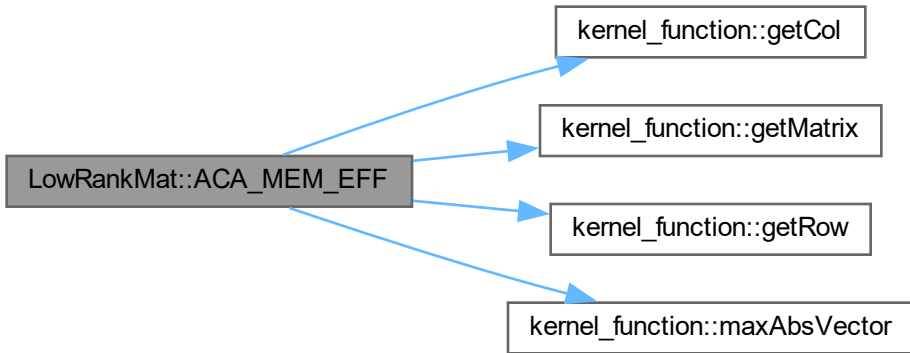 kernel_function::getCol
kernel_function::getMatrix
LowRankMat::ACA_MEM_EFF
kernel_function::getRow
kernel_function::maxAbsVector